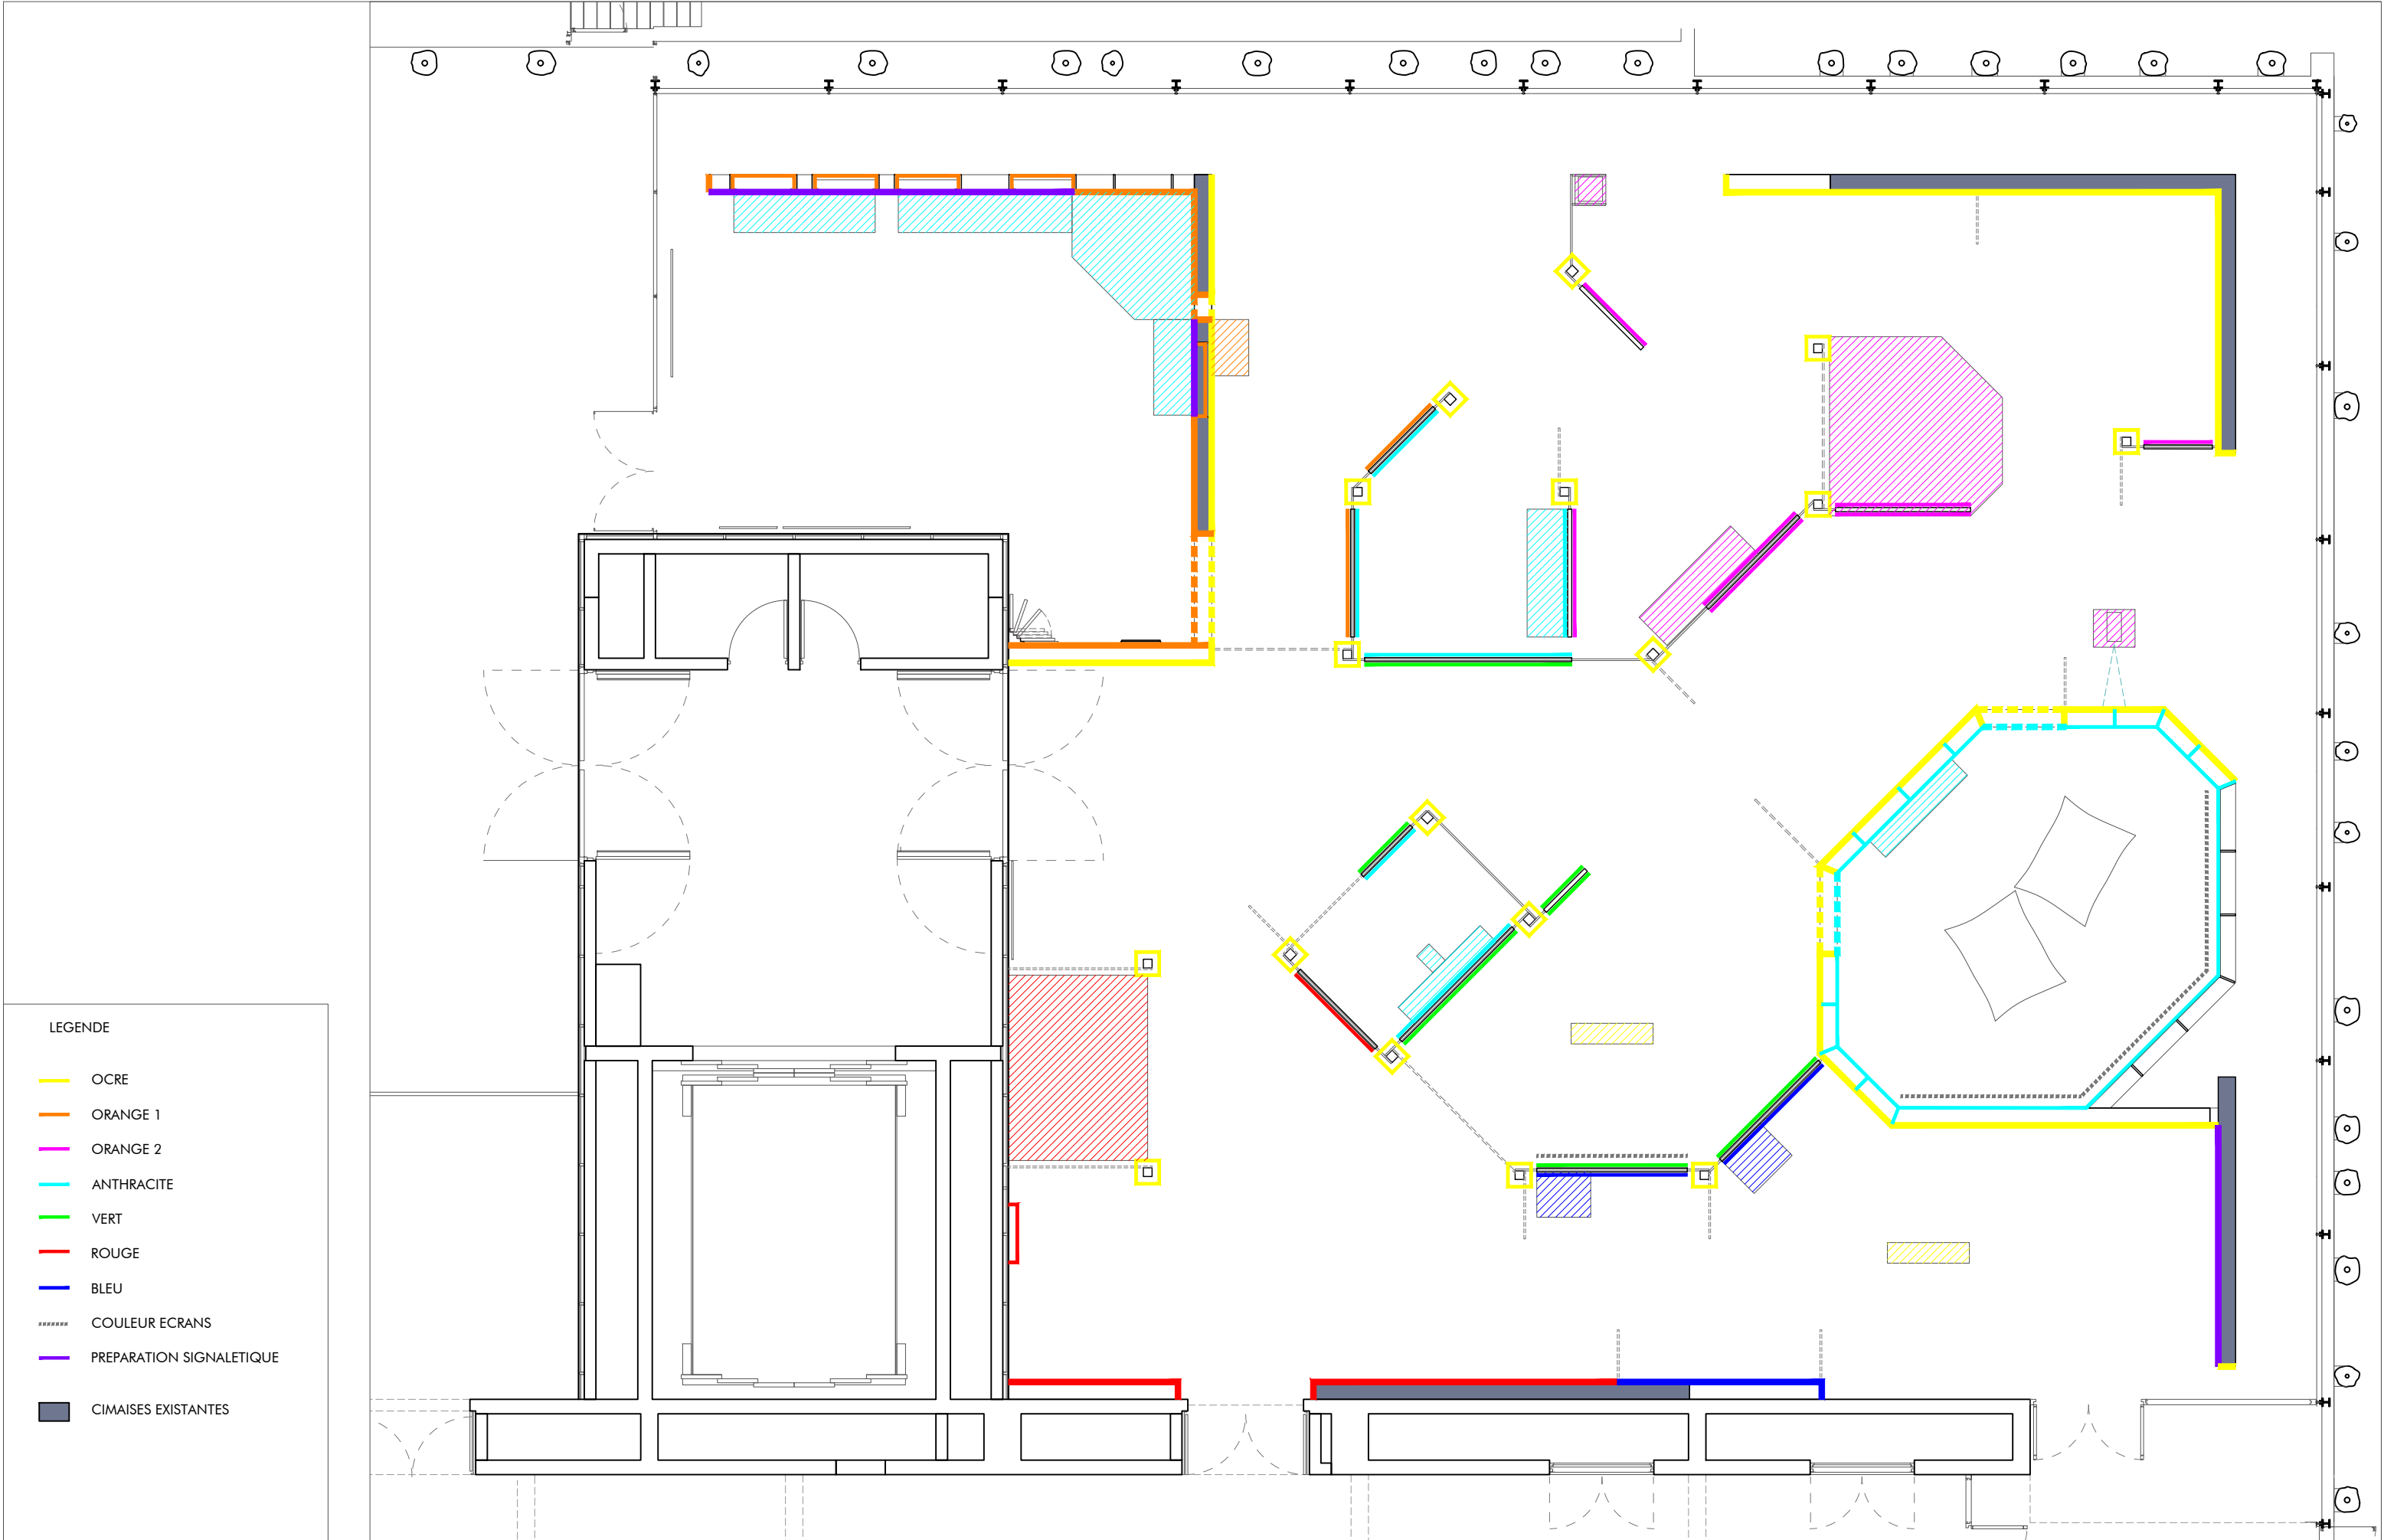 LEGENDE
OCRE
ORANGE 1
ORANGE 2
ANTHRACITE
VERT
ROUGE
BLEU
COULEUR ECRANS
PREPARATION SIGNALETIQUE
CIMAISES EXISTANTES